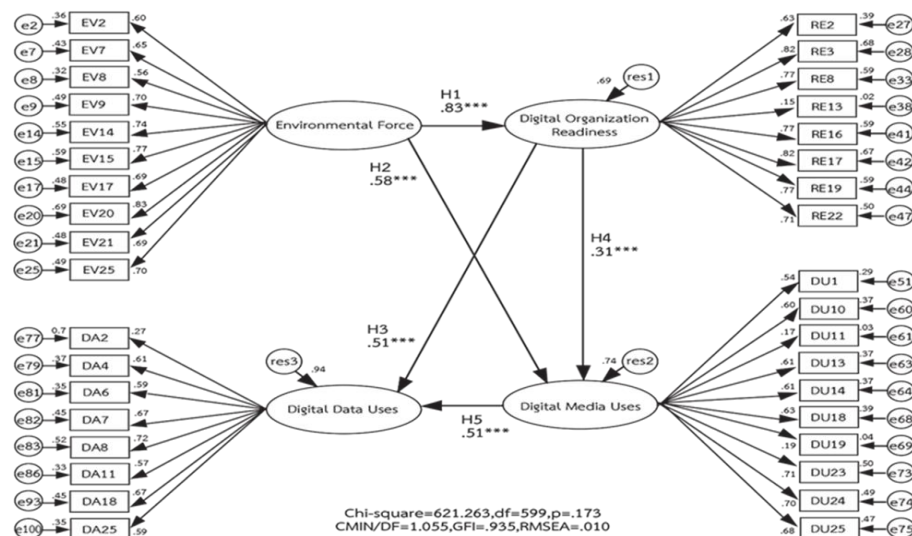 e2 .36 EV2 .60
e7 .43 EV7 .65
e8 .32 EV8 .56
e9 .49 EV9 .70
e14 .55 EV14 .74
e15 .59 EV15 .77
e17 .48 EV17 .69
e20 .69 EV20 .83
e21 .48 EV21 .69
e25 .49 EV25 .70
Environmental Force
H1
.83***
.69 res1
Digital Organization
Readiness
.63 RE2 .39 e27
.82 RE3 .68 e28
.77 RE8 .59 e33
.15 RE13 .02 e38
.77 RE16 .59 e41
.82 RE17 .67 e42
.77 RE19 .59 e44
.71 RE22 .50 e47
H2
.58***
H4
.31***
H3
.51***
e77 0.7 DA2 .27
e79 .37 DA4 .61
e81 .35 DA6 .59
e82 .45 DA7 .67
e83 .52 DA8 .72
e86 .33 DA11 .57
e93 .45 DA18 .67
e100 .35 DA25 .59
res3 .94
Digital Data Uses
H5
.51***
.74 res2
Digital Media Uses
.54 DU1 .29 e51
.60 DU10 .37 e60
.17 DU11 .03 e61
.61 DU13 .37 e63
.61 DU14 .37 e64
.63 DU18 .39 e68
.19 DU19 .04 e69
.71 DU23 .50 e73
.70 DU24 .49 e74
.68 DU25 .47 e75
Chi-square=621.263,df=599,p=.173
CMIN/DF=1.055,GFI=.935,RMSEA=.010